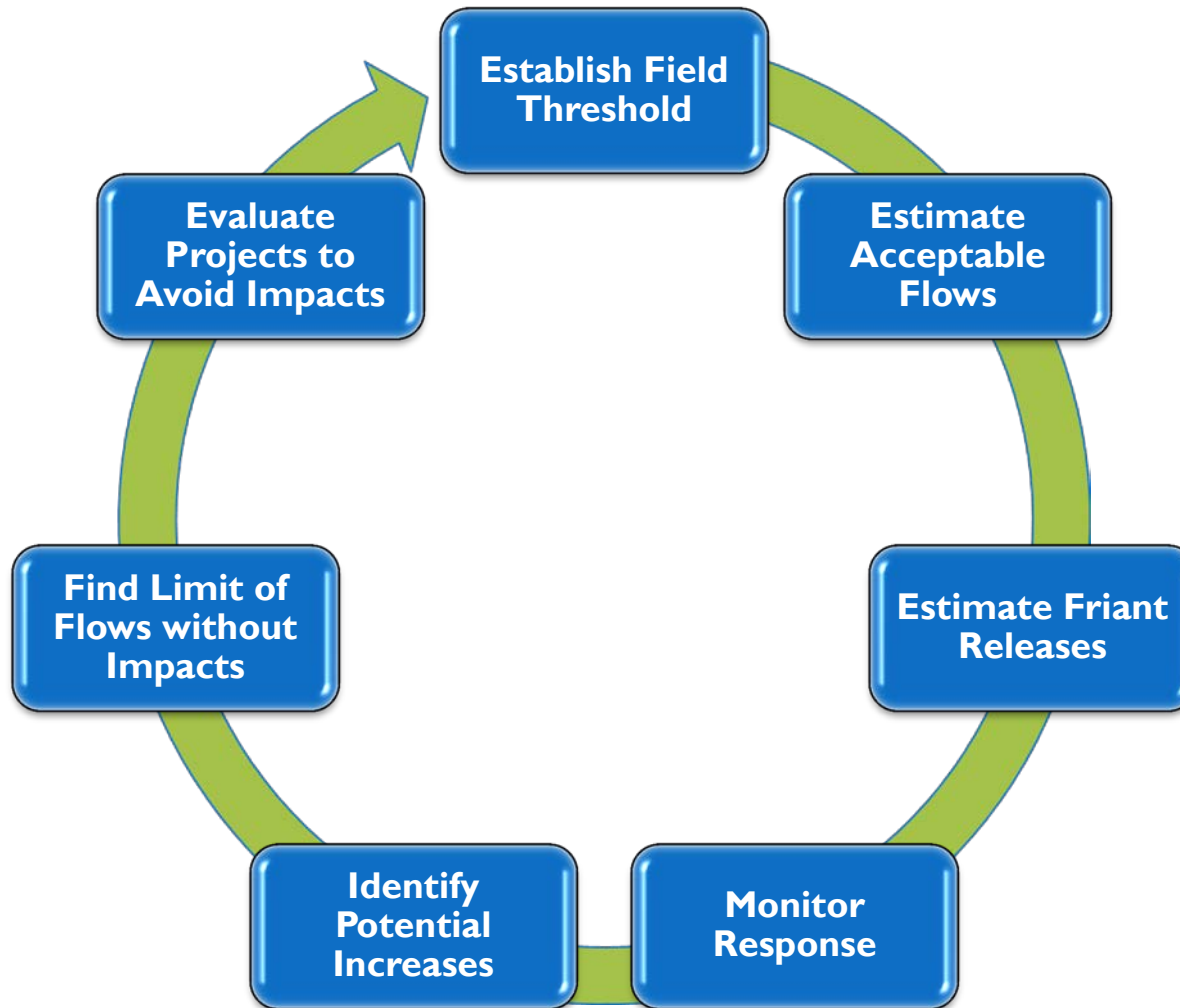 Establish Field
Threshold
Estimate
Acceptable
Flows
Estimate Friant
Releases
Monitor
Response
Identify
Potential
Increases
Find Limit of
Flows without
Impacts
Evaluate
Projects to
Avoid Impacts